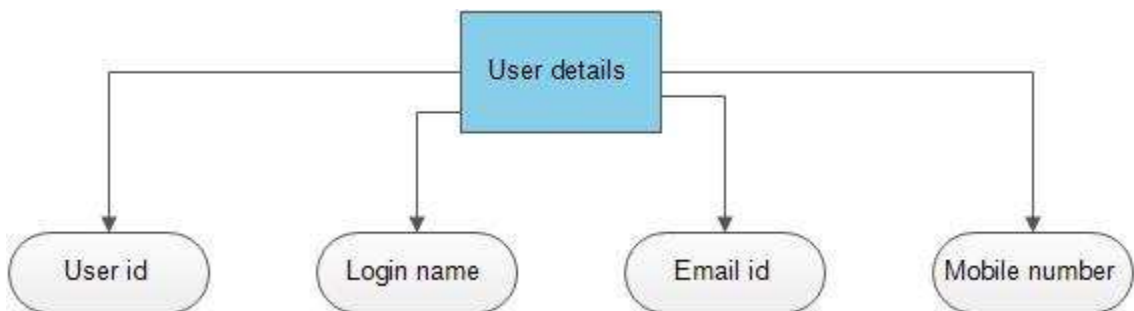 User details
User id
Login name
Email id
Mobile number